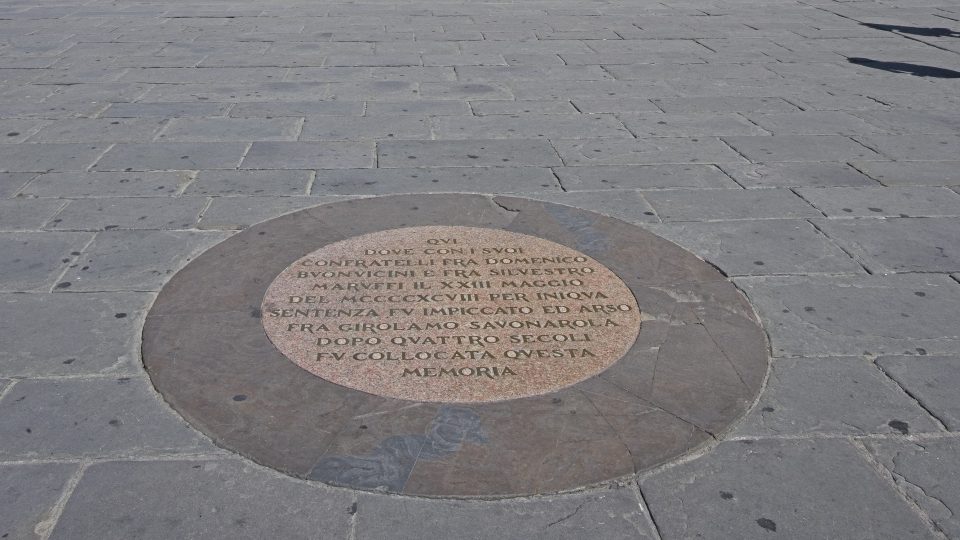 QVI
DOVE CON I SVOI
CONFRATELLI FRA DOMENICO
BVONVICINI E FRA SILVESTRO
MARVFFI IL XXIII MAGGIO
DEL MCCCCXCVIII PER INIQVA
SENTENZA FV IMPICCATO ED ARSO
FRA GIROLAMO SAVONAROLA
DOPO QVATTRO SECOLI
FV COLLOCATA QVESTA
MEMORIA